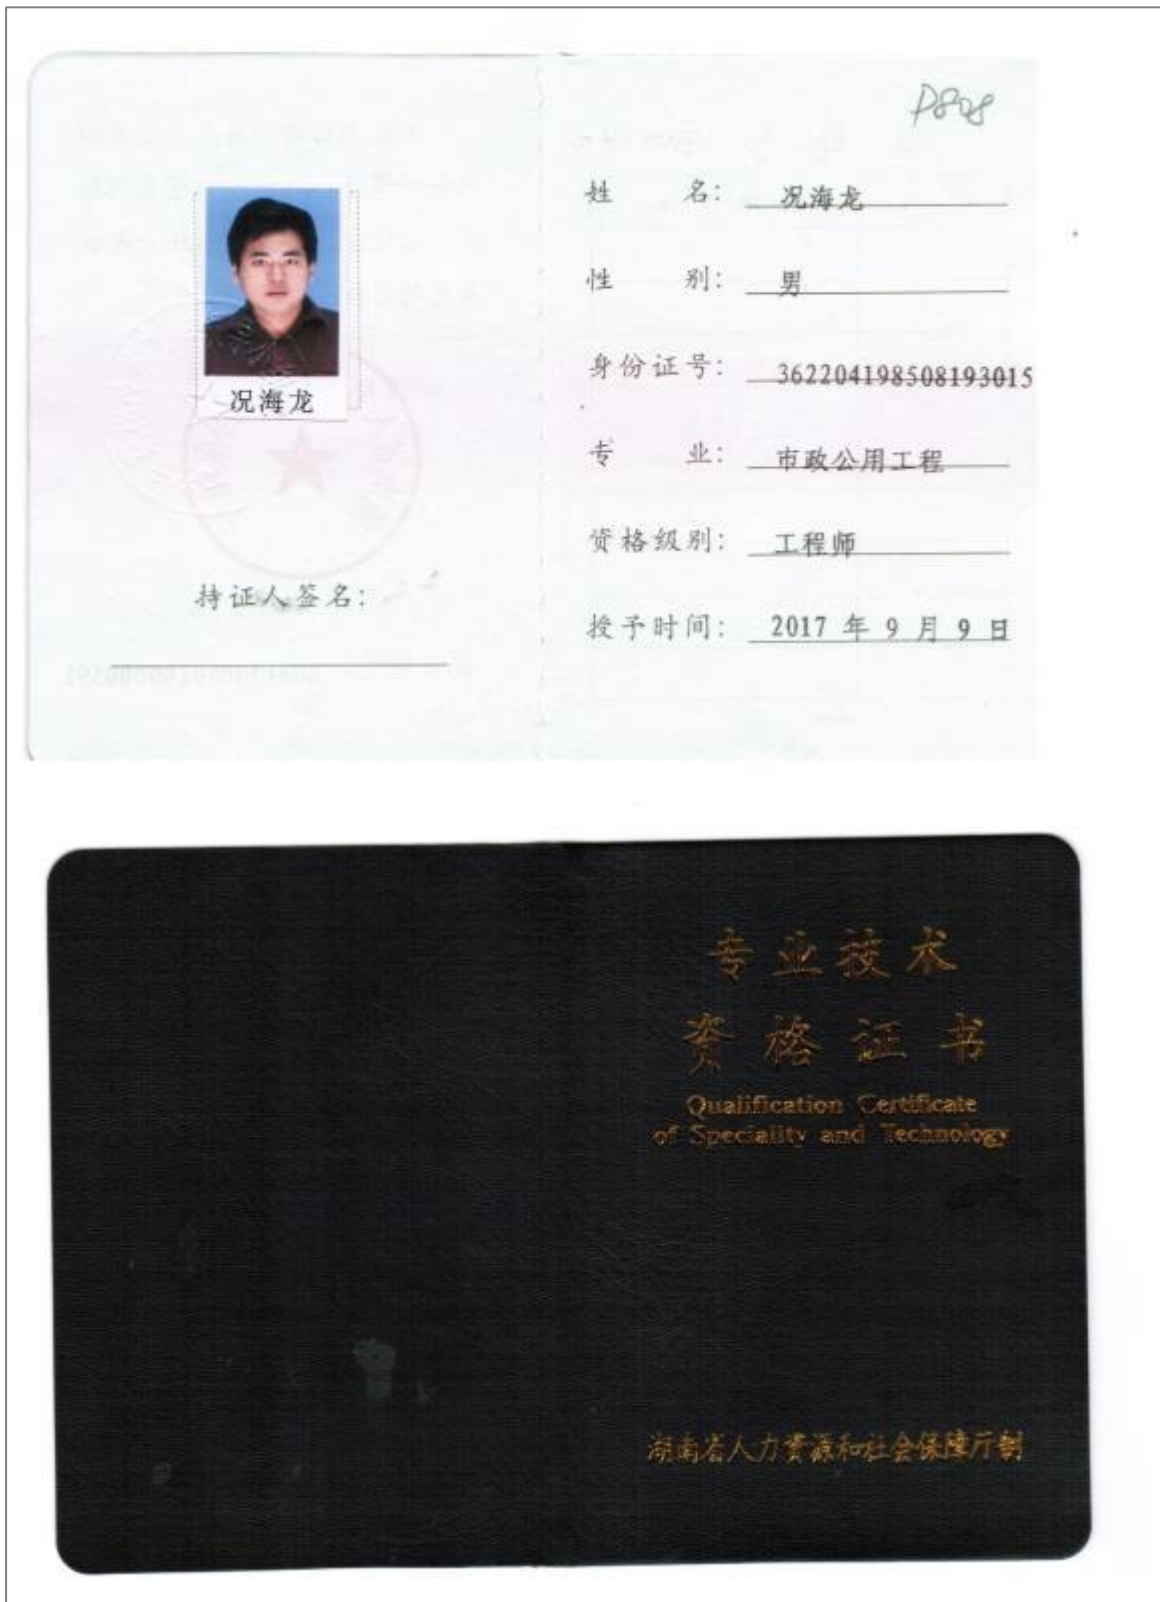 P808
姓 名: 况海龙
性 别: 男
身份证号: 362204198508193015
专 业: 市政公用工程
资格级别: 工程师
授予时间: 2017 年 9 月 9 日
况海龙
持证人签名:
专业技术
资格证书
Qualification Certificate
of Speciality and Technology
湖南省人力资源和社会保障厅制